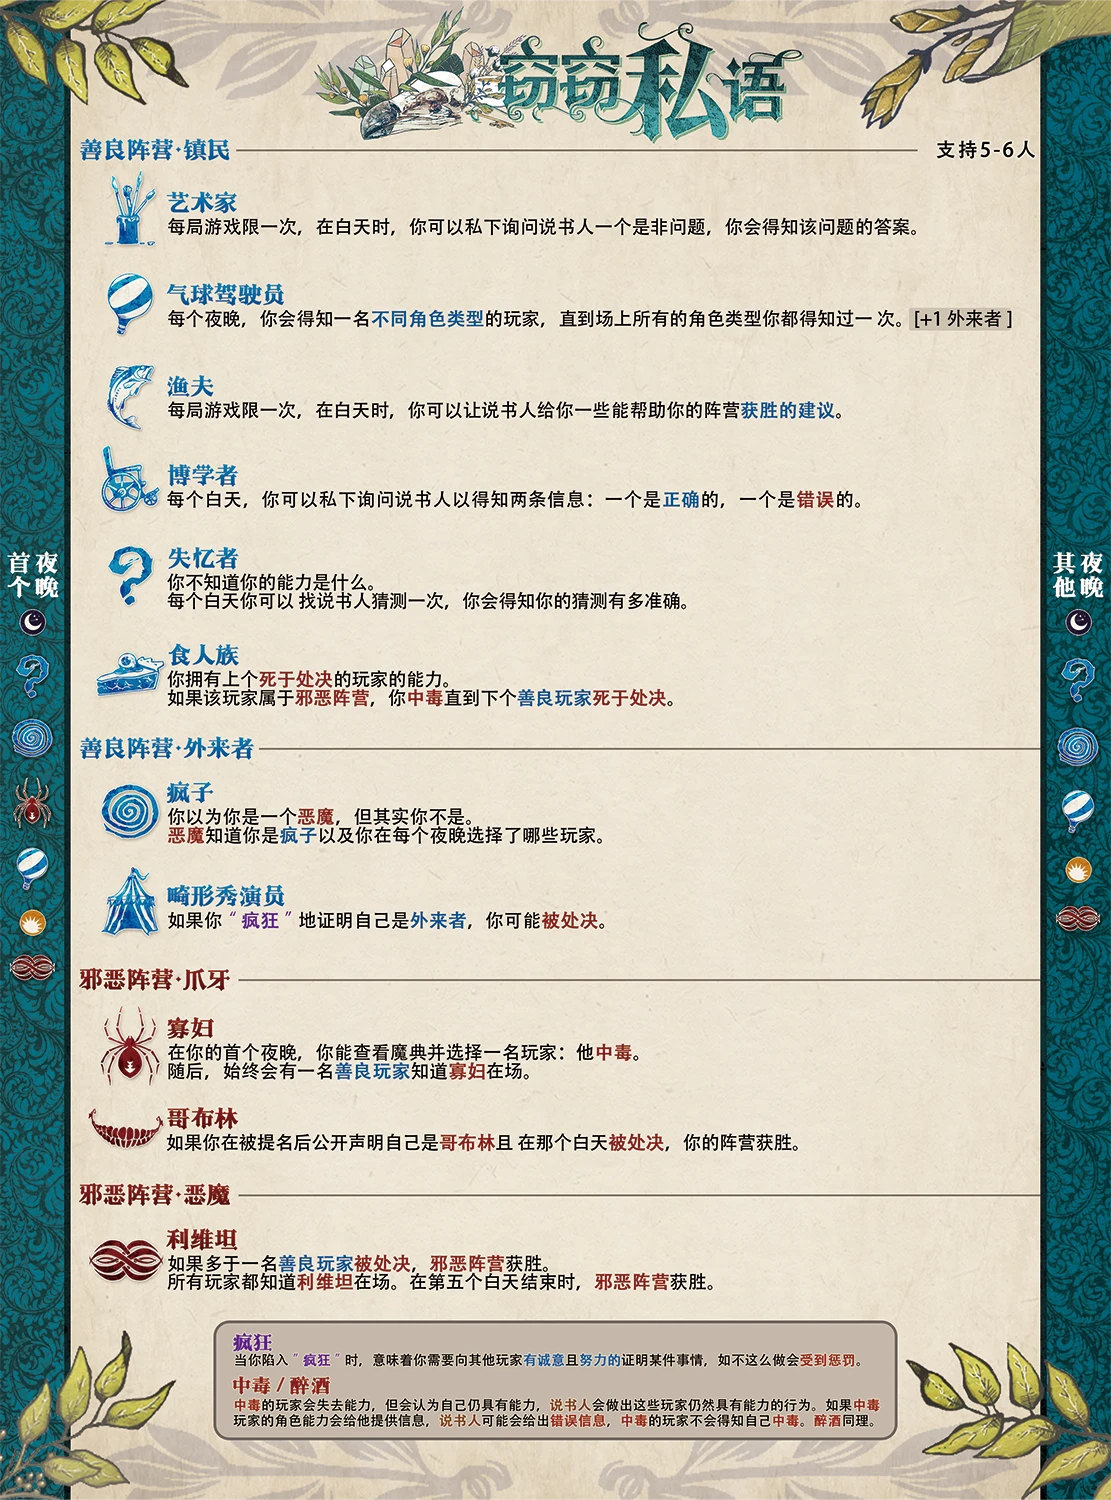 窃窃私语
善良阵营·镇民
支持5-6人
艺术家
每局游戏限一次，在白天时，你可以私下询问说书人一个是非问题，你会得知该问题的答案。
气球驾驶员
每个夜晚，你会得知一名不同角色类型的玩家，直到场上所有的角色类型你都得知过一次。[+1 外来者 ]
渔夫
每局游戏限一次，在白天时，你可以让说书人给你一些能帮助你的阵营获胜的建议。
博学者
每个白天，你可以私下询问说书人以得知两条信息：一个是正确的，一个是错误的。
失忆者
你不知道你的能力是什么。
每个白天你可以 找说书人猜测一次，你会得知你的猜测有多准确。
食人族
你拥有上个死于处决的玩家的能力。
如果该玩家属于邪恶阵营，你中毒直到下个善良玩家死于处决。
善良阵营·外来者
疯子
你以为你是一个恶魔，但其实你不是。
恶魔知道你是疯子以及你在每个夜晚选择了哪些玩家。
畸形秀演员
如果你“疯狂”地证明自己是外来者，你可能被处决。
邪恶阵营·爪牙
寡妇
在你的首个夜晚，你能查看魔典并选择一名玩家：他中毒。
随后，始终会有一名善良玩家知道寡妇在场。
哥布林
如果你在被提名后公开声明自己是哥布林且 在那个白天被处决，你的阵营获胜。
邪恶阵营·恶魔
利维坦
如果多于一名善良玩家被处决，邪恶阵营获胜。
所有玩家都知道利维坦在场。在第五个白天结束时，邪恶阵营获胜。
疯狂
当你陷入“疯狂”时，意味着你需要向其他玩家有诚意且努力的证明某件事情，如不这么做会受到惩罚。
中毒 / 醉酒
中毒的玩家会失去能力，但会认为自己仍具有能力，说书人会做出这些玩家仍然具有能力的行为。如果中毒
玩家的角色能力会给他提供信息，说书人可能会给出错误信息，中毒的玩家不会得知自己中毒。醉酒同理。
首个夜晚
其他夜晚